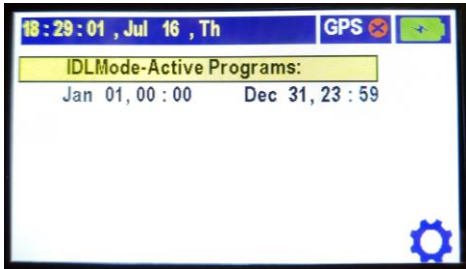 18:29:01 , Jul 16 , Th GPS
IDLMode-Active Programs:
Jan 01, 00 : 00 Dec 31, 23 : 59